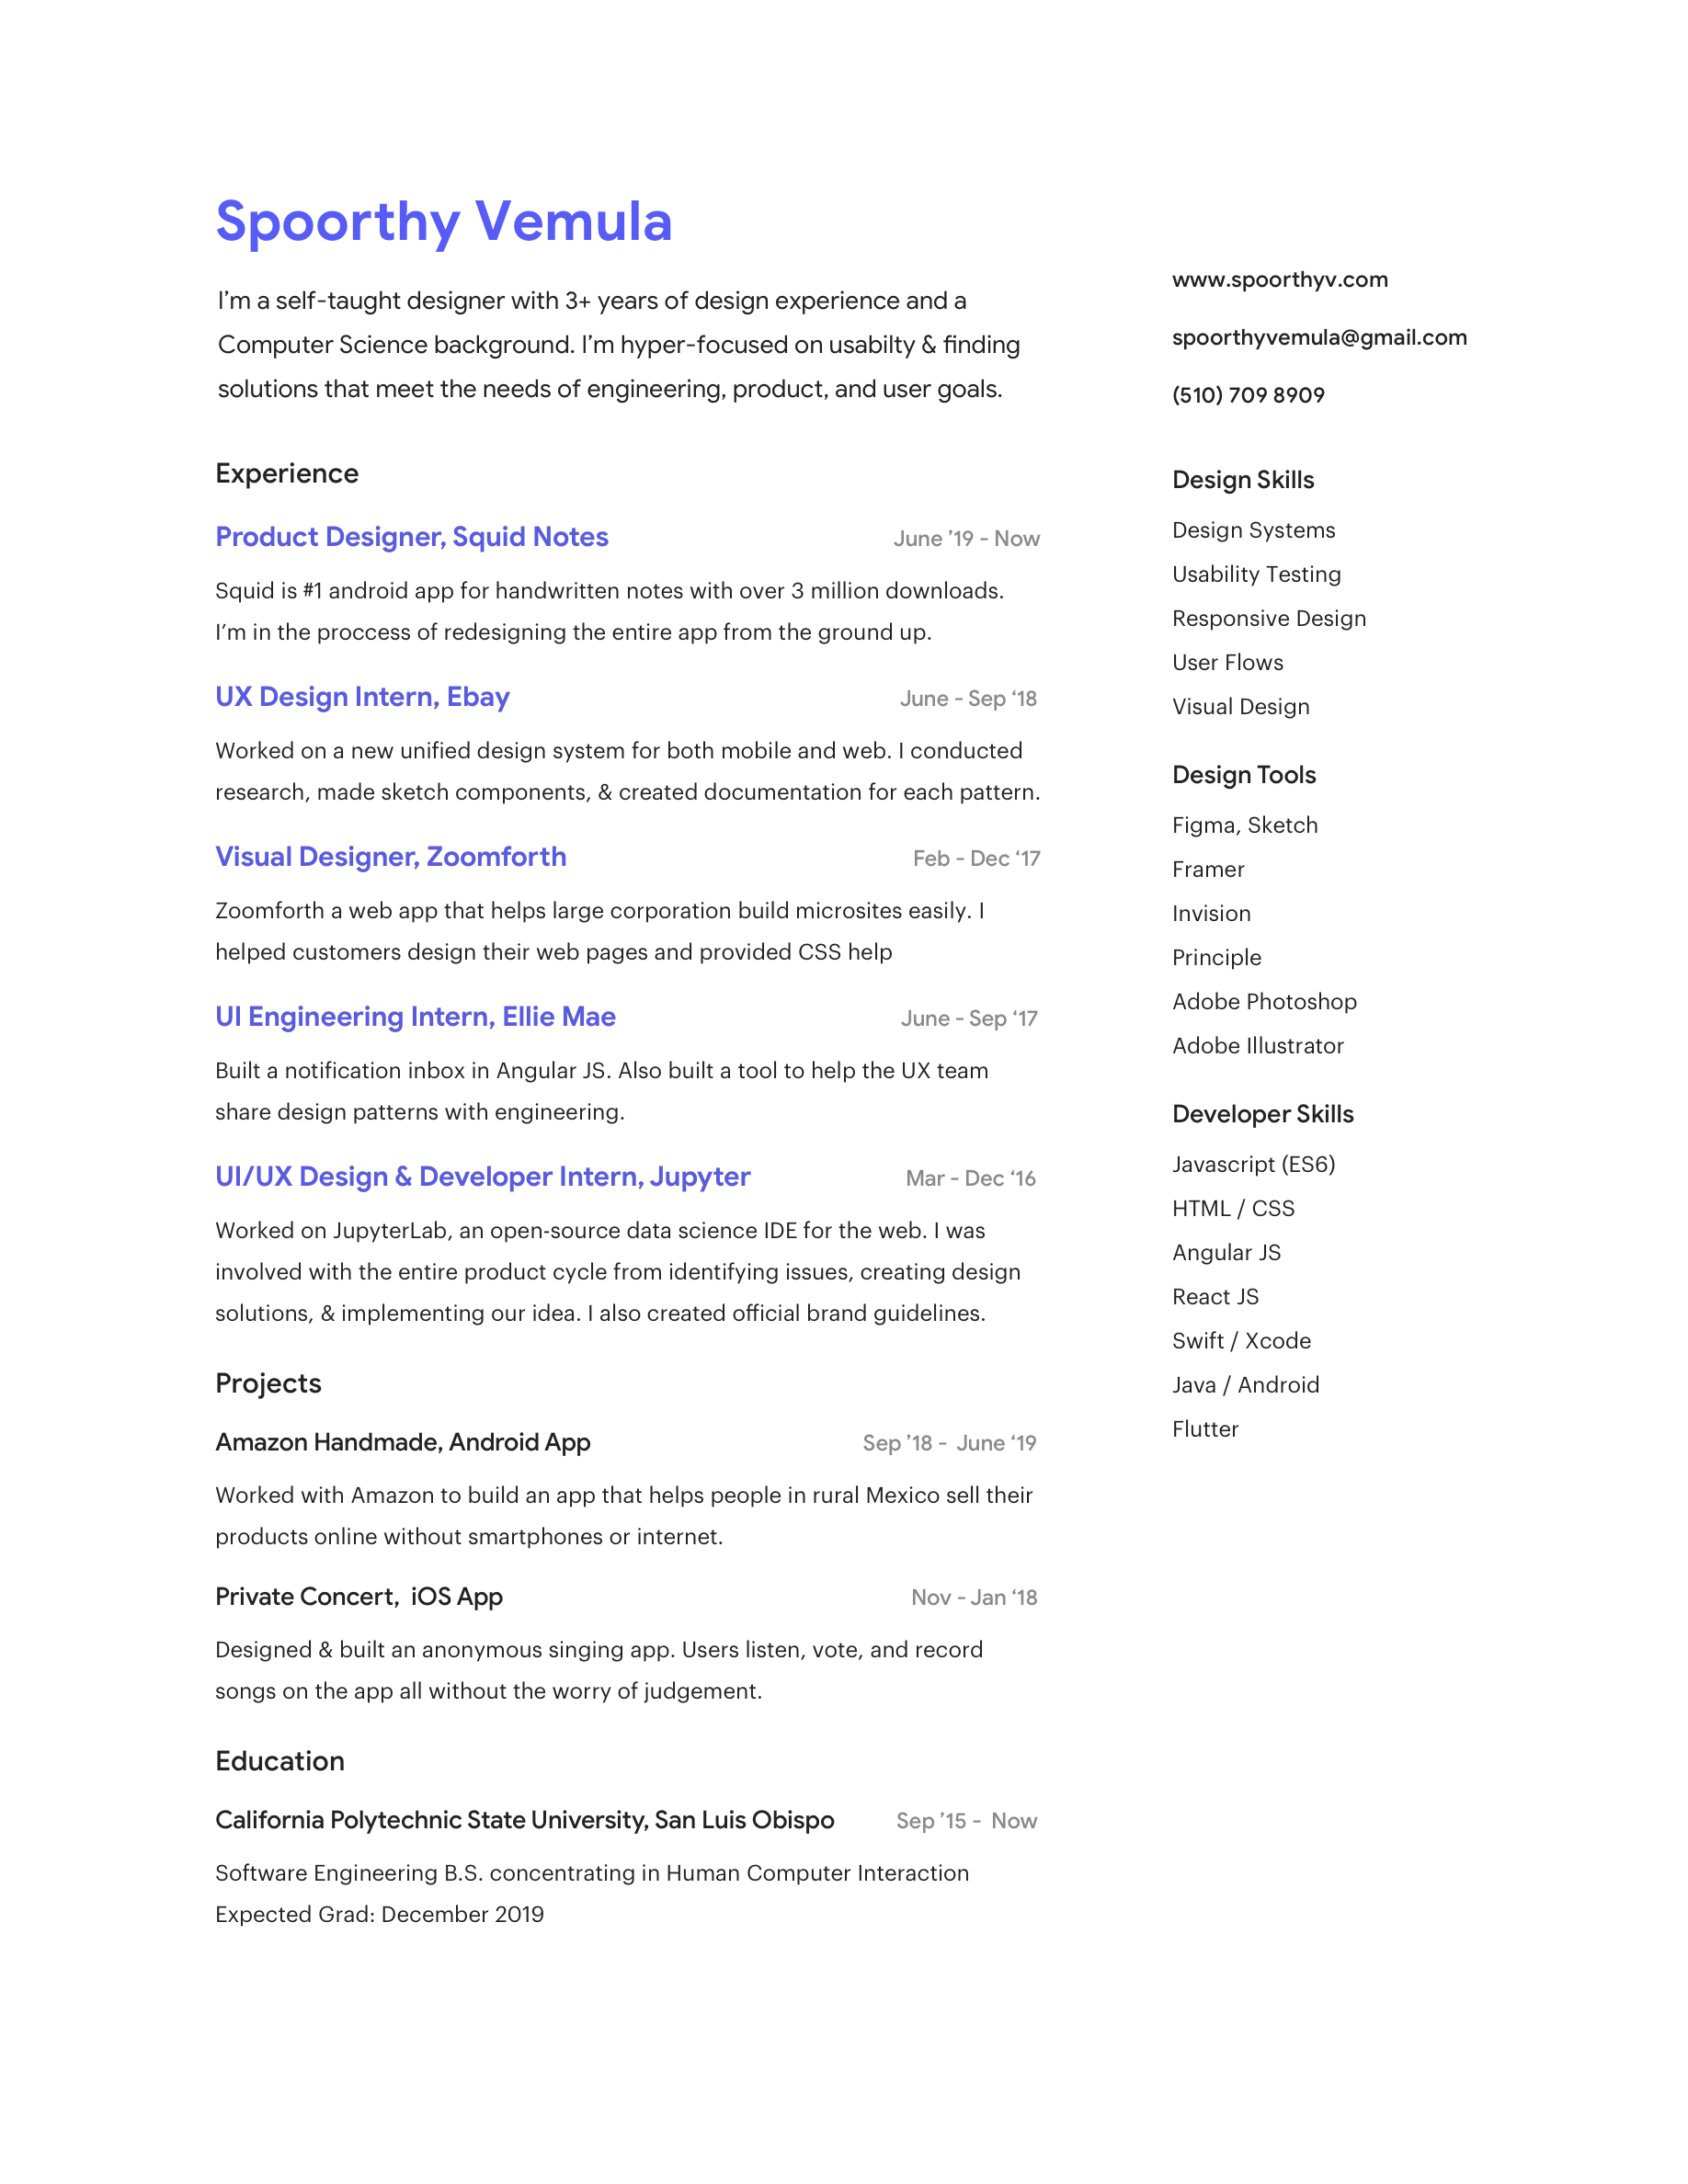 Spoorthy Vemula
I’m a self-taught designer with 3+ years of design experience and a
Computer Science background. I’m hyper-focused on usabilty & finding
solutions that meet the needs of engineering, product, and user goals.
Experience
Product Designer, Squid Notes June ’19 - Now
Squid is #1 android app for handwritten notes with over 3 million downloads.
I’m in the proccess of redesigning the entire app from the ground up.
UX Design Intern, Ebay June - Sep ‘18
Worked on a new unified design system for both mobile and web. I conducted
research, made sketch components, & created documentation for each pattern.
Visual Designer, Zoomforth Feb - Dec ‘17
Zoomforth a web app that helps large corporation build microsites easily. I
helped customers design their web pages and provided CSS help
UI Engineering Intern, Ellie Mae June - Sep ‘17
Built a notification inbox in Angular JS. Also built a tool to help the UX team
share design patterns with engineering.
UI/UX Design & Developer Intern, Jupyter Mar - Dec ‘16
Worked on JupyterLab, an open-source data science IDE for the web. I was
involved with the entire product cycle from identifying issues, creating design
solutions, & implementing our idea. I also created official brand guidelines.
Projects
Amazon Handmade, Android App Sep ’18 - June ‘19
Worked with Amazon to build an app that helps people in rural Mexico sell their
products online without smartphones or internet.
Private Concert, iOS App Nov - Jan ‘18
Designed & built an anonymous singing app. Users listen, vote, and record
songs on the app all without the worry of judgement.
Education
California Polytechnic State University, San Luis Obispo Sep ’15 - Now
Software Engineering B.S. concentrating in Human Computer Interaction
Expected Grad: December 2019
www.spoorthyv.com
spoorthyvemula@gmail.com
(510) 709 8909
Design Skills
Design Systems
Usability Testing
Responsive Design
User Flows
Visual Design
Design Tools
Figma, Sketch
Framer
Invision
Principle
Adobe Photoshop
Adobe Illustrator
Developer Skills
Javascript (ES6)
HTML / CSS
Angular JS
React JS
Swift / Xcode
Java / Android
Flutter